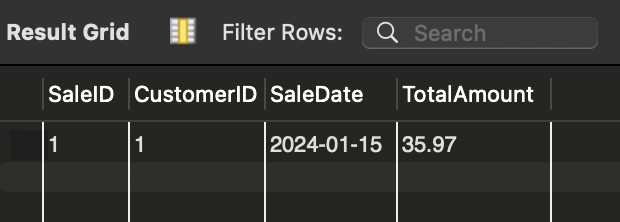 Result Grid Filter Rows: Search
SaleID CustomerID SaleDate TotalAmount
1 1 2024-01-15 35.97